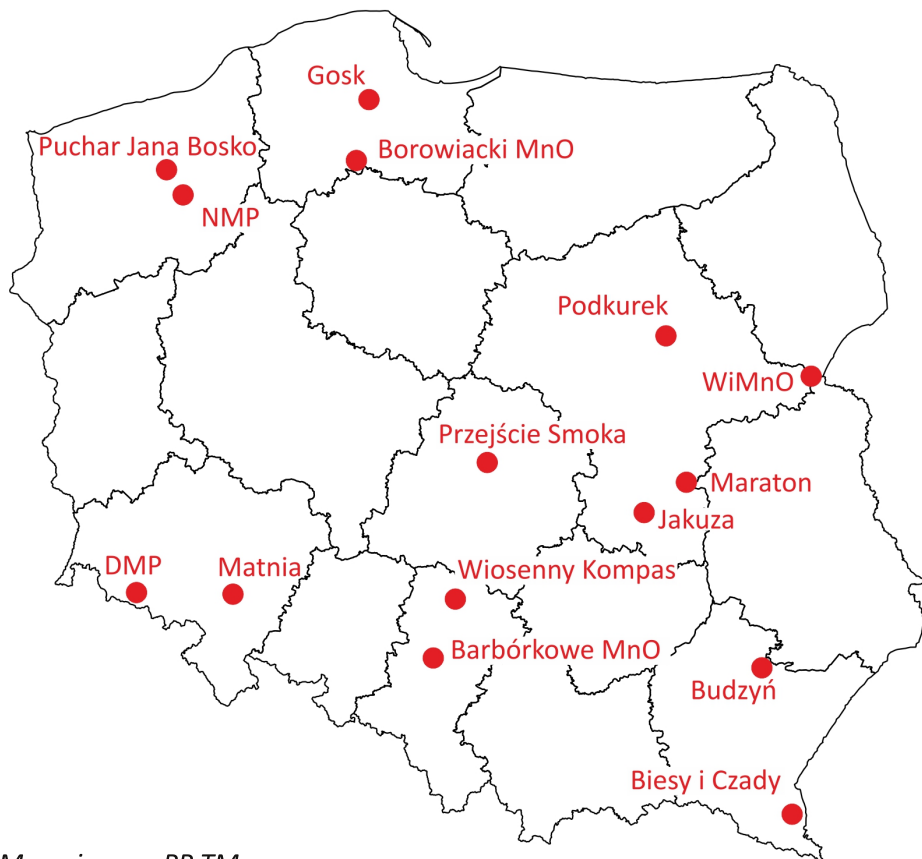 Gosk
Puchar Jana Bosko
Borowiacki MnO
NMP
Podkurek
WiMnO
Przejście Smoka
Maraton
Jakuza
DMP
Matnia
Wiosenny Kompas
Barbórkowe MnO
Budzyń
Biesy i Czady